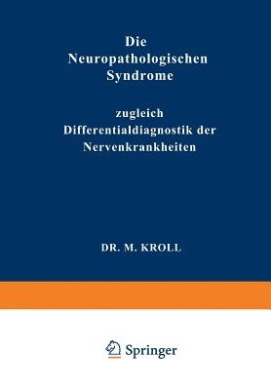 Die
Neuropathologischen
Syndrome
zugleich
Differentialdiagnostik der
Nervenkrankheiten
DR. M. KROLL
Springer